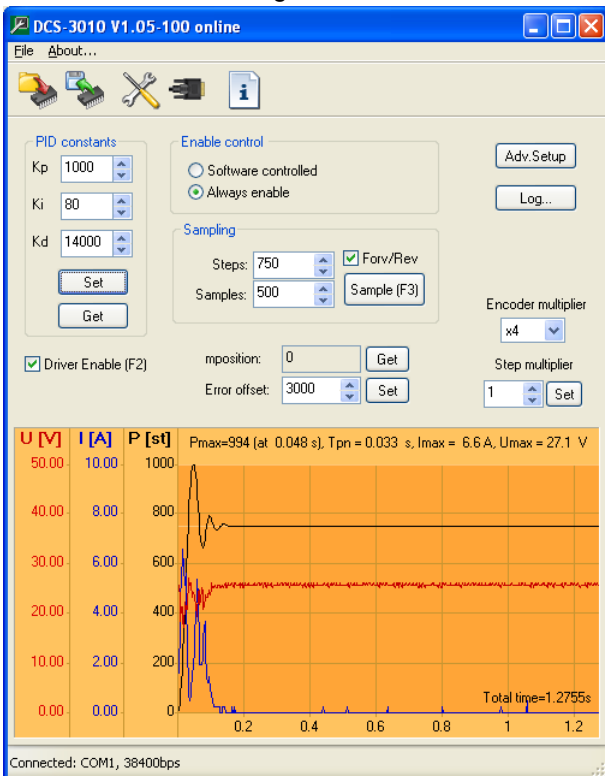 DCS-3010 V1.05-100 online
File About...
PID constants
Kp 1000
Ki 80
Kd 14000
Set
Get
Enable control
Software controlled
Always enable
Adv.Setup
Log...
Sampling
Steps: 750
Forv/Rev
Samples: 500
Sample (F3)
Encoder multiplier
x4
Driver Enable (F2)
mposition: 0 Get
Error offset: 3000 Set
Step multiplier
1 Set
U [V] I [A] P [st] Pmax=994 (at 0.048 s), Tpn = 0.033 s, Imax = 6.6 A, Umax = 27.1 V
50.00 10.00 1000
40.00 8.00 800
30.00 6.00 600
20.00 4.00 400
10.00 2.00 200
0.00 0.00 0
Total time=1.2755s
0.2 0.4 0.6 0.8 1 1.2
Connected: COM1, 38400bps